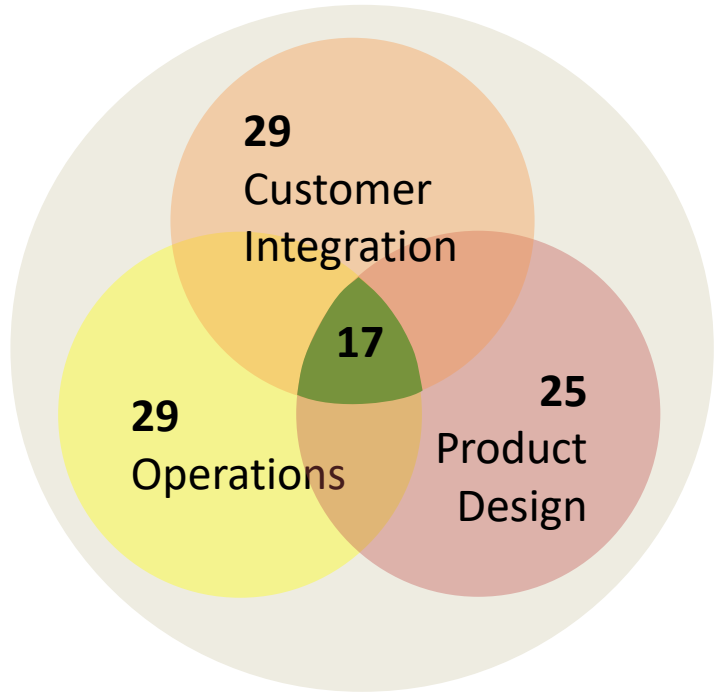 29
Customer
Integration
17
29
Operations
25
Product
Design